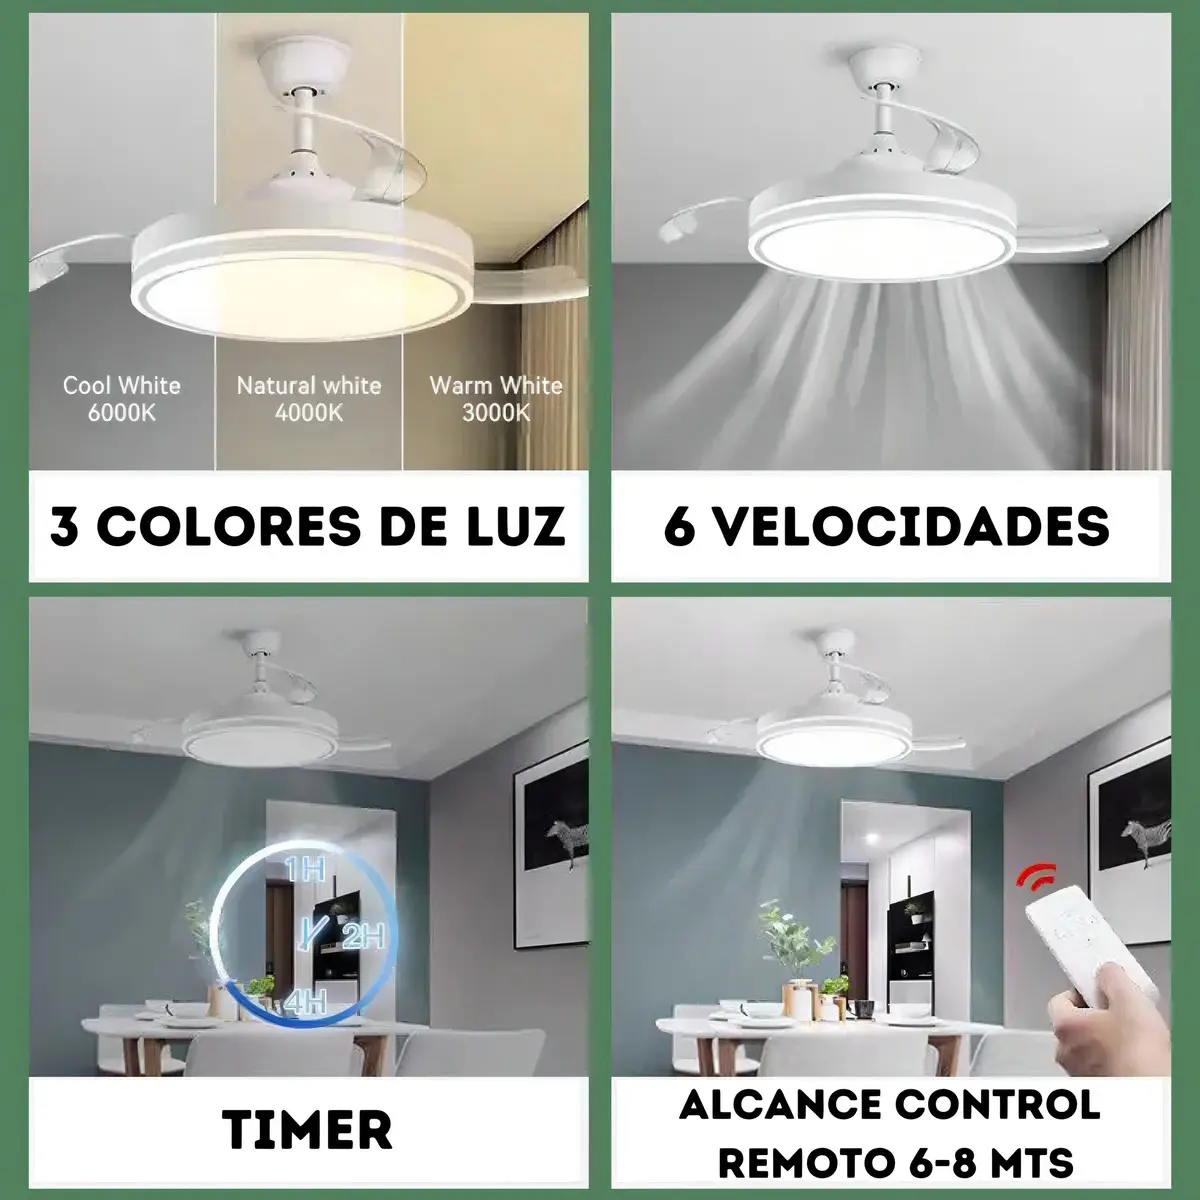 Cool White
6000K
Natural white
4000K
Warm White
3000K
3 COLORES DE LUZ
6 VELOCIDADES
1H
2H
4H
TIMER
ALCANCE CONTROL
REMOTO 6-8 MTS